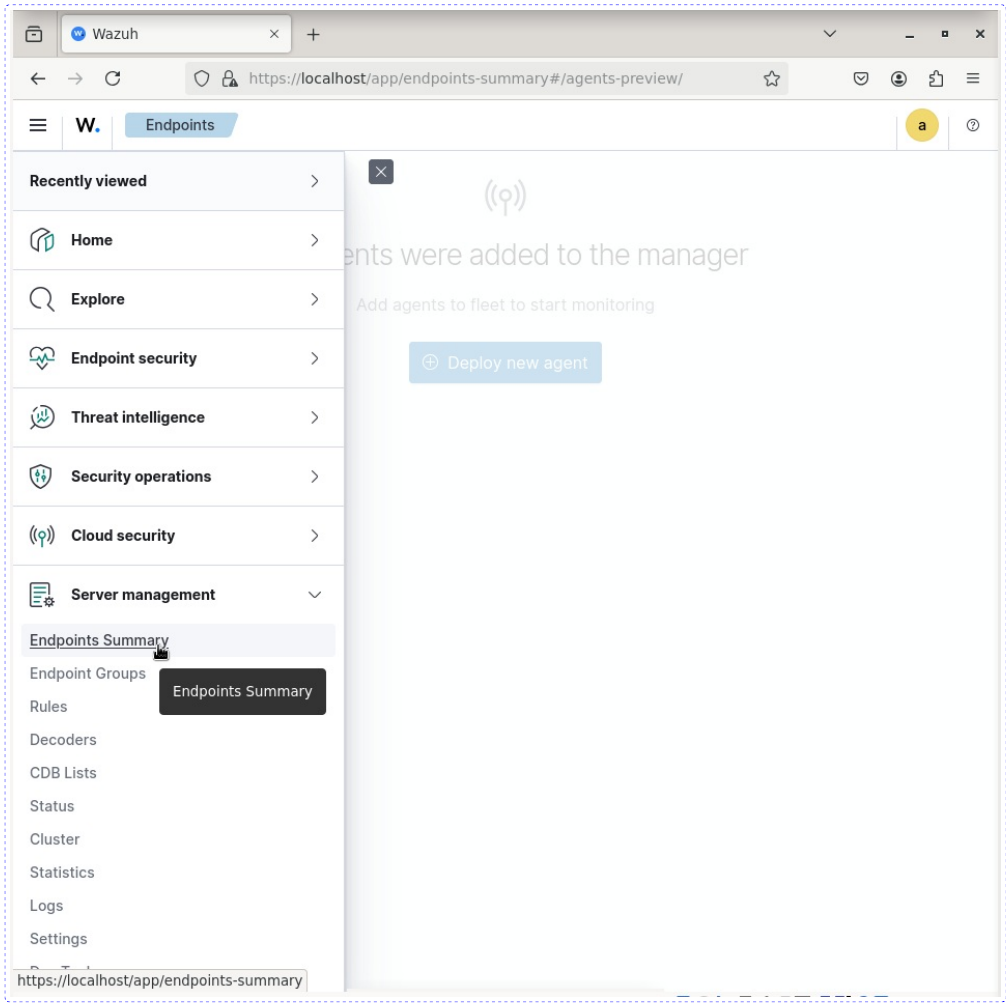 Wazuh
https://localhost/app/endpoints-summary#/agents-preview/
W. Endpoints a
Recently viewed
Home
ents were added to the manager
Explore
Add agents to fleet to start monitoring
Endpoint security
Deploy new agent
Threat intelligence
Security operations
Cloud security
Server management
Endpoints Summary
Endpoint Groups
Endpoints Summary
Rules
Decoders
CDB Lists
Status
Cluster
Statistics
Logs
Settings
https://localhost/app/endpoints-summary